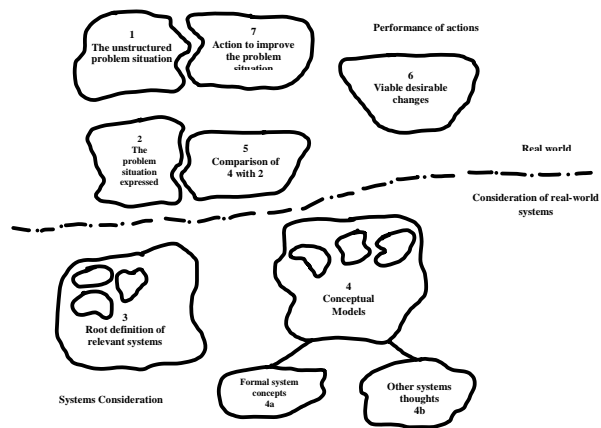 1
The unstructured
problem situation
7
Action to improve
the problem
situation
Performance of actions
6
Viable desirable
changes
2
The
problem
situation
expressed
5
Comparison of
4 with 2
Real world
Consideration of real-world
systems
3
Root definition of
relevant systems
4
Conceptual
Models
Systems Consideration
Formal system
concepts
4a
Other systems
thoughts
4b